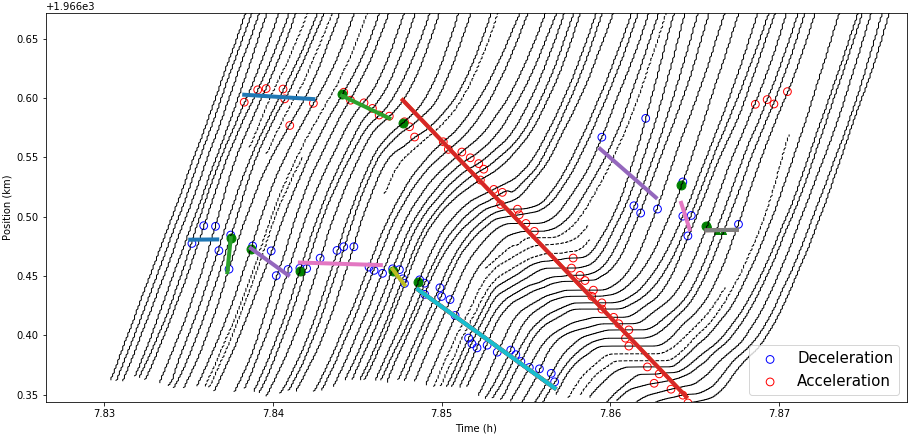 +1.966e3
0.65
0.60
0.55
0.50
0.45
0.40
0.35
Position (km)
7.83
7.84
7.85
7.86
7.87
Time (h)
Deceleration
Acceleration